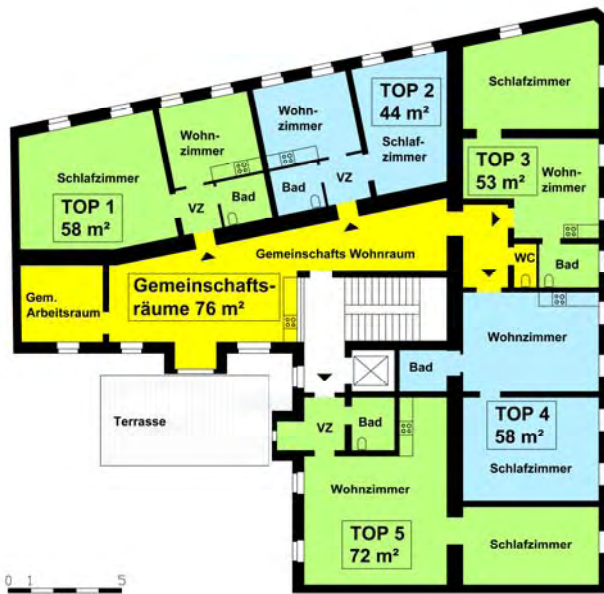 Schlafzimmer
TOP 1
58 m²
Wohn-
zimmer
VZ
Bad
Wohn-
zimmer
Bad
VZ
TOP 2
44 m²
Schlaf-
zimmer
Schlafzimmer
TOP 3
53 m²
Wohn-
zimmer
WC
Bad
Gemeinschafts Wohnraum
Gemeinschafts-
räume 76 m²
Gem.
Arbeitsraum
Terrasse
Bad
Wohnzimmer
TOP 4
58 m²
Schlafzimmer
VZ
Bad
Wohnzimmer
TOP 5
72 m²
Schlafzimmer
0 1 5